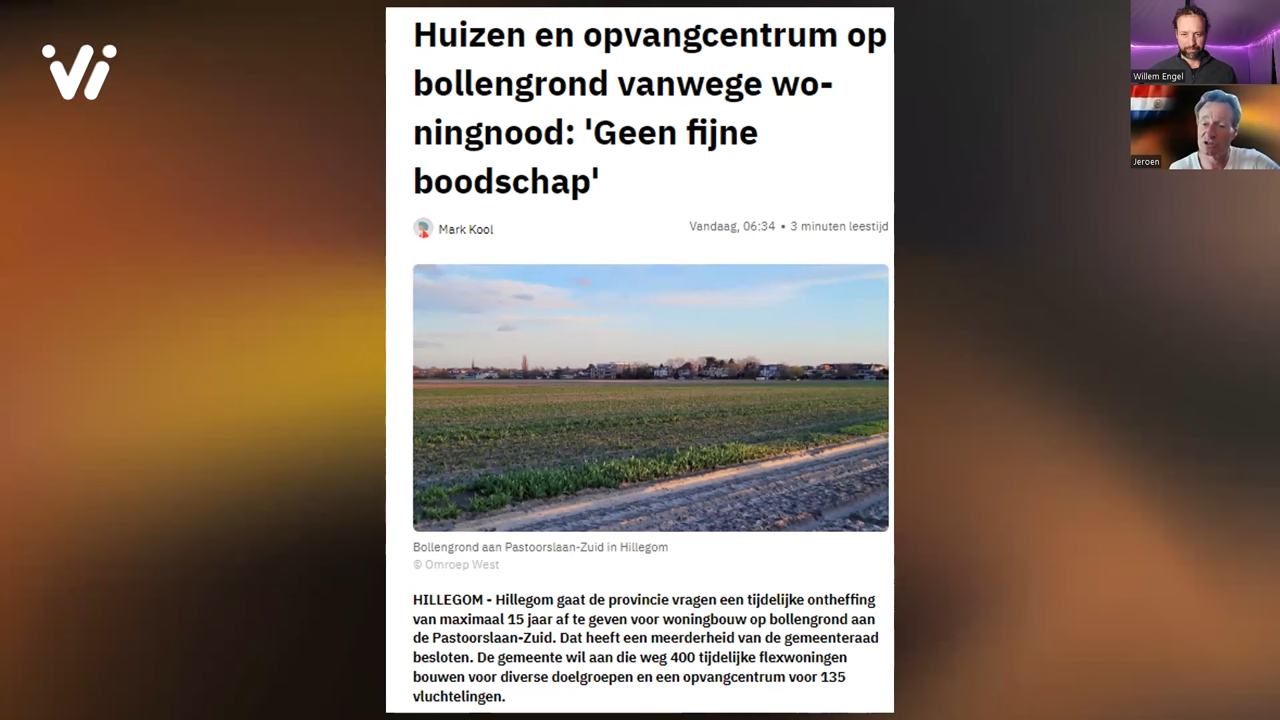 Vi
Huizen en opvangcentrum op
bollengrond vanwege wo-
ningnood: 'Geen fijne
boodschap'
Mark Kool
Vandaag, 06:34 • 3 minuten leestijd
Bollengrond aan Pastoorslaan-Zuid in Hillegom
© Omroep West
HILLEGOM - Hillegom gaat de provincie vragen een tijdelijke ontheffing
van maximaal 15 jaar af te geven voor woningbouw op bollengrond aan
de Pastoorslaan-Zuid. Dat heeft een meerderheid van de gemeenteraad
besloten. De gemeente wil aan die weg 400 tijdelijke flexwoningen
bouwen voor diverse doelgroepen en een opvangcentrum voor 135
vluchtelingen.
Willem Engel
Jeroen